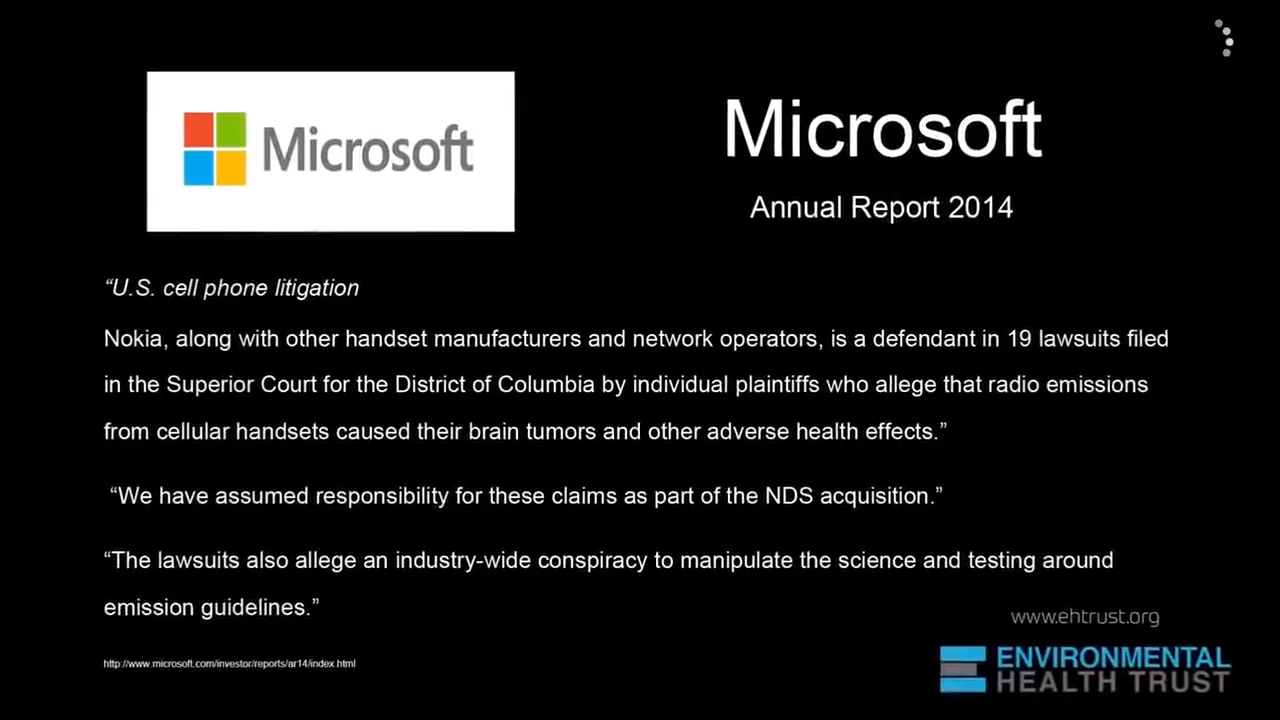 Microsoft
Microsoft
Annual Report 2014
“U.S. cell phone litigation
Nokia, along with other handset manufacturers and network operators, is a defendant in 19 lawsuits filed
in the Superior Court for the District of Columbia by individual plaintiffs who allege that radio emissions
from cellular handsets caused their brain tumors and other adverse health effects.”
“We have assumed responsibility for these claims as part of the NDS acquisition.”
“The lawsuits also allege an industry-wide conspiracy to manipulate the science and testing around
emission guidelines.”
www.ehtrust.org
http://www.microsoft.com/investor/reports/ar14/index.html
ENVIRONMENTAL
HEALTH TRUST